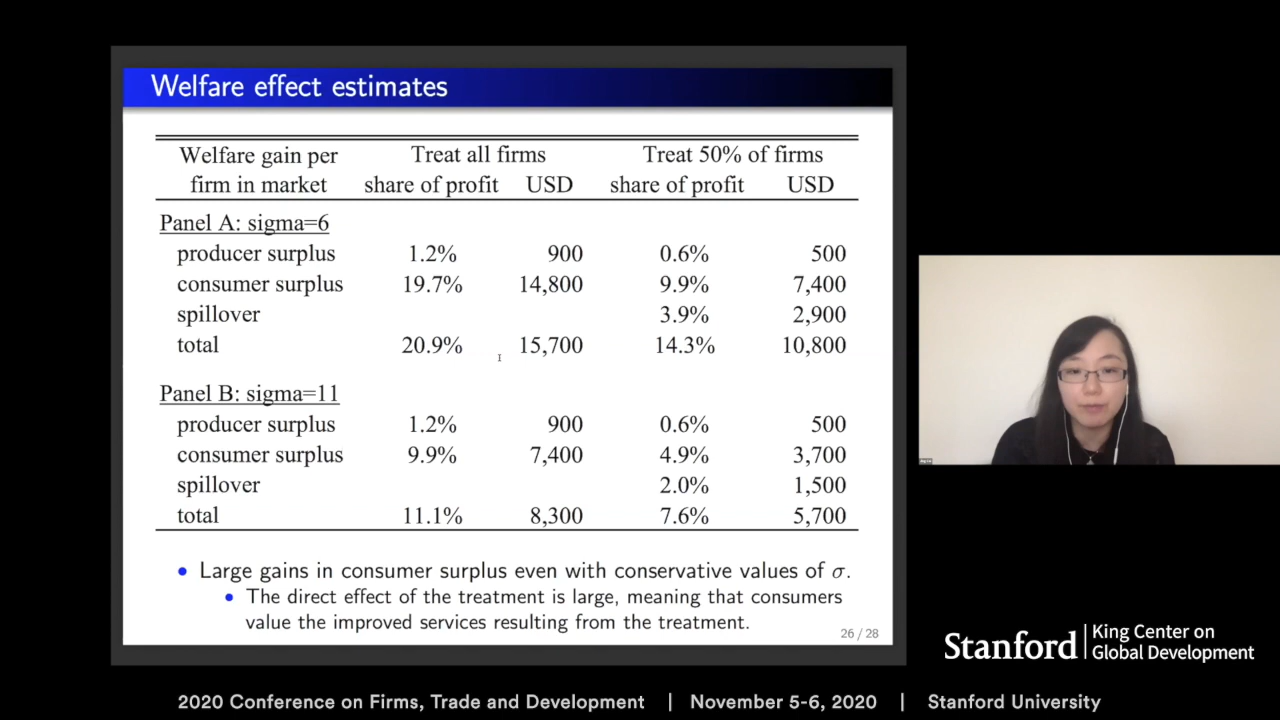 Welfare effect estimates
Welfare gain per Treat all firms Treat 50% of firms
firm in market share of profit USD share of profit USD
Panel A: sigma=6
producer surplus 1.2% 900 0.6% 500
consumer surplus 19.7% 14,800 9.9% 7,400
spillover 3.9% 2,900
total 20.9% 15,700 14.3% 10,800
Panel B: sigma=11
producer surplus 1.2% 900 0.6% 500
consumer surplus 9.9% 7,400 4.9% 3,700
spillover 2.0% 1,500
total 11.1% 8,300 7.6% 5,700
• Large gains in consumer surplus even with conservative values of σ.
• The direct effect of the treatment is large, meaning that consumers
value the improved services resulting from the treatment.
26 / 28
Stanford | King Center on
Global Development
2020 Conference on Firms, Trade and Development | November 5-6, 2020 | Stanford University